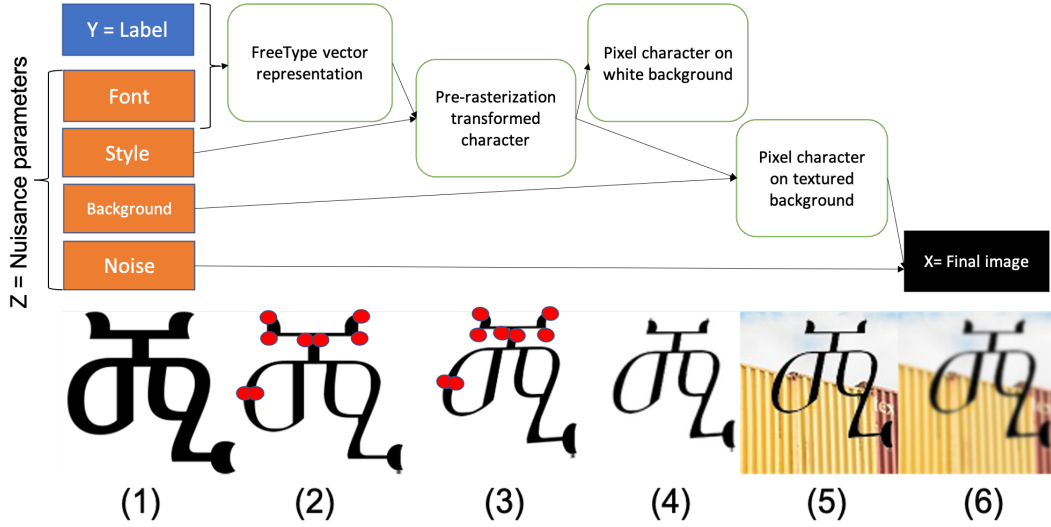 Y = Label
Font
Style
Background
Noise
Z = Nuisance parameters
FreeType vector
representation
Pre-rasterization
transformed
character
Pixel character on
white background
Pixel character
on textured
background
X= Final image
(1)
(2)
(3)
(4)
(5)
(6)